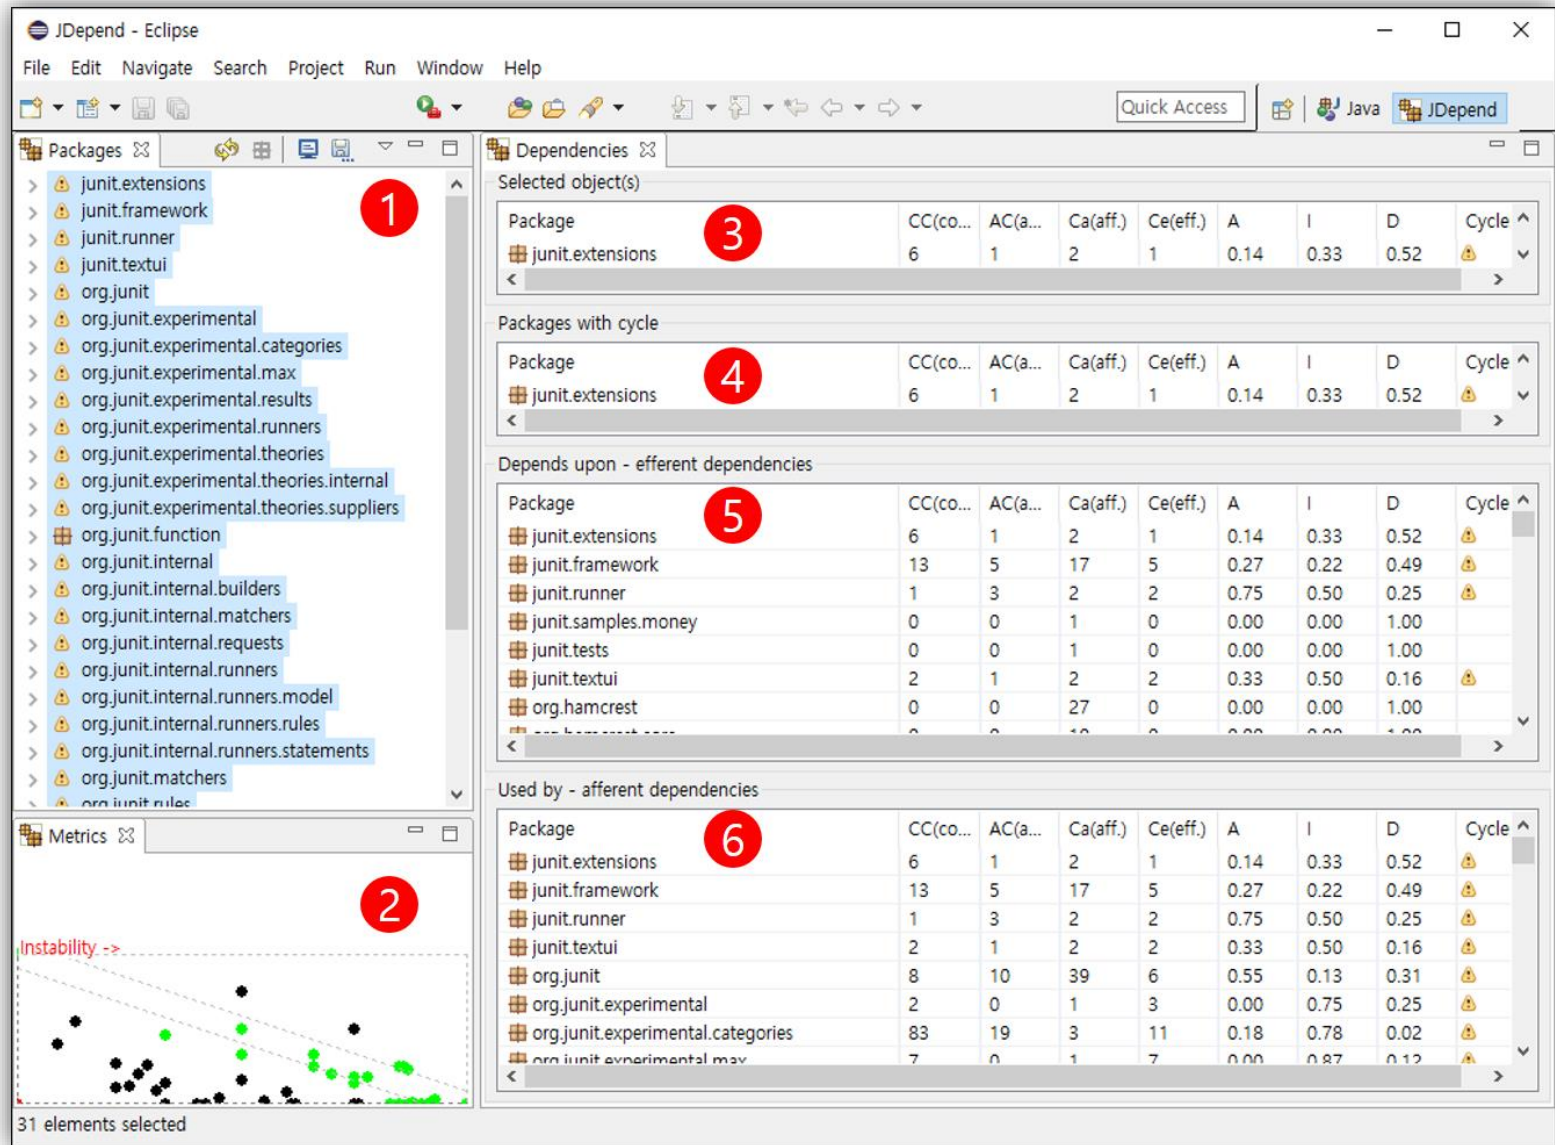 JDepend - Eclipse
File Edit Navigate Search Project Run Window Help
Quick Access Java JDepend
Packages
1
junit.extensions
junit.framework
junit.runner
junit.textui
org.junit
org.junit.experimental
org.junit.experimental.categories
org.junit.experimental.max
org.junit.experimental.results
org.junit.experimental.runners
org.junit.experimental.theories
org.junit.experimental.theories.internal
org.junit.experimental.theories.suppliers
org.junit.function
org.junit.internal
org.junit.internal.builders
org.junit.internal.matchers
org.junit.internal.requests
org.junit.internal.runners
org.junit.internal.runners.model
org.junit.internal.runners.rules
org.junit.internal.runners.statements
org.junit.matchers
org.junit.rules
Metrics
2
Instability ->
Dependencies
Selected object(s)
3
Package CC(co... AC(a... Ca(aff.) Ce(eff.) A I D Cycle
junit.extensions 6 1 2 1 0.14 0.33 0.52
Packages with cycle
4
Package CC(co... AC(a... Ca(aff.) Ce(eff.) A I D Cycle
junit.extensions 6 1 2 1 0.14 0.33 0.52
Depends upon - efferent dependencies
5
Package CC(co... AC(a... Ca(aff.) Ce(eff.) A I D Cycle
junit.extensions 6 1 2 1 0.14 0.33 0.52
junit.framework 13 5 17 5 0.27 0.22 0.49
junit.runner 1 3 2 2 0.75 0.50 0.25
junit.samples.money 0 0 1 0 0.00 0.00 1.00
junit.tests 0 0 1 0 0.00 0.00 1.00
junit.textui 2 1 2 2 0.33 0.50 0.16
org.hamcrest 0 0 27 0 0.00 0.00 1.00
Used by - afferent dependencies
6
Package CC(co... AC(a... Ca(aff.) Ce(eff.) A I D Cycle
junit.extensions 6 1 2 1 0.14 0.33 0.52
junit.framework 13 5 17 5 0.27 0.22 0.49
junit.runner 1 3 2 2 0.75 0.50 0.25
junit.textui 2 1 2 2 0.33 0.50 0.16
org.junit 8 10 39 6 0.55 0.13 0.31
org.junit.experimental 2 0 1 3 0.00 0.75 0.25
org.junit.experimental.categories 83 19 3 11 0.18 0.78 0.02
org.junit.experimental.max 7 0 1 7 0.00 0.87 0.12
31 elements selected